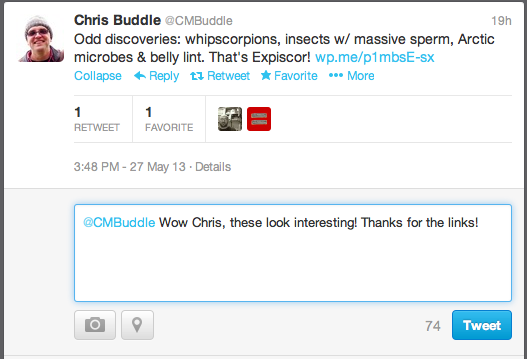 Chris Buddle @CMBuddle 19h
Odd discoveries: whipscorpions, insects w/ massive sperm, Arctic
microbes & belly lint. That's Expiscor! wp.me/p1mbsE-sx
Collapse Reply Retweet Favorite More
1 1
RETWEET FAVORITE
3:48 PM - 27 May 13 · Details
@CMBuddle Wow Chris, these look interesting! Thanks for the links!
74 Tweet